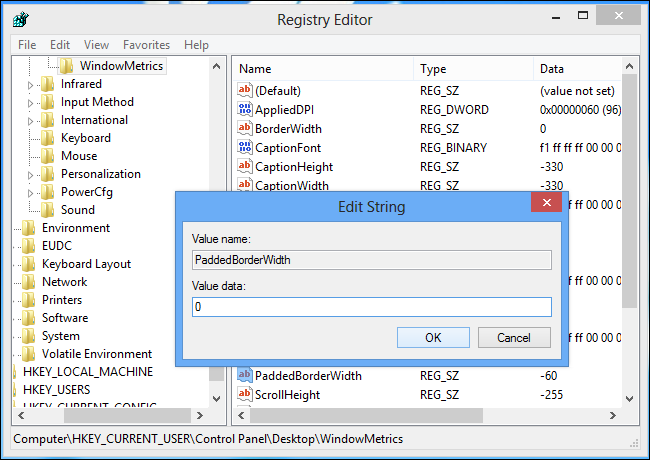 Registry Editor
File Edit View Favorites Help
WindowMetrics
Infrared
Input Method
International
Keyboard
Mouse
Personalization
PowerCfg
Sound
Environment
EUDC
Keyboard Layout
Network
Printers
Software
System
Volatile Environment
HKEY_LOCAL_MACHINE
HKEY_USERS
HKEY_CURRENT_CONFIG
Name Type Data
(Default) REG_SZ (value not set)
AppliedDPI REG_DWORD 0x00000060 (96)
BorderWidth REG_SZ 0
CaptionFont REG_BINARY f1 ff ff ff 00 00 0
CaptionHeight REG_SZ -330
CaptionWidth REG_SZ -330
ff ff 00 00 0
ff ff 00 00 0
ff ff 00 00 0
Edit String
Value name:
PaddedBorderWidth
Value data:
0
OK Cancel
PaddedBorderWidth REG_SZ -60
ScrollHeight REG_SZ -255
Computer\HKEY_CURRENT_USER\Control Panel\Desktop\WindowMetrics